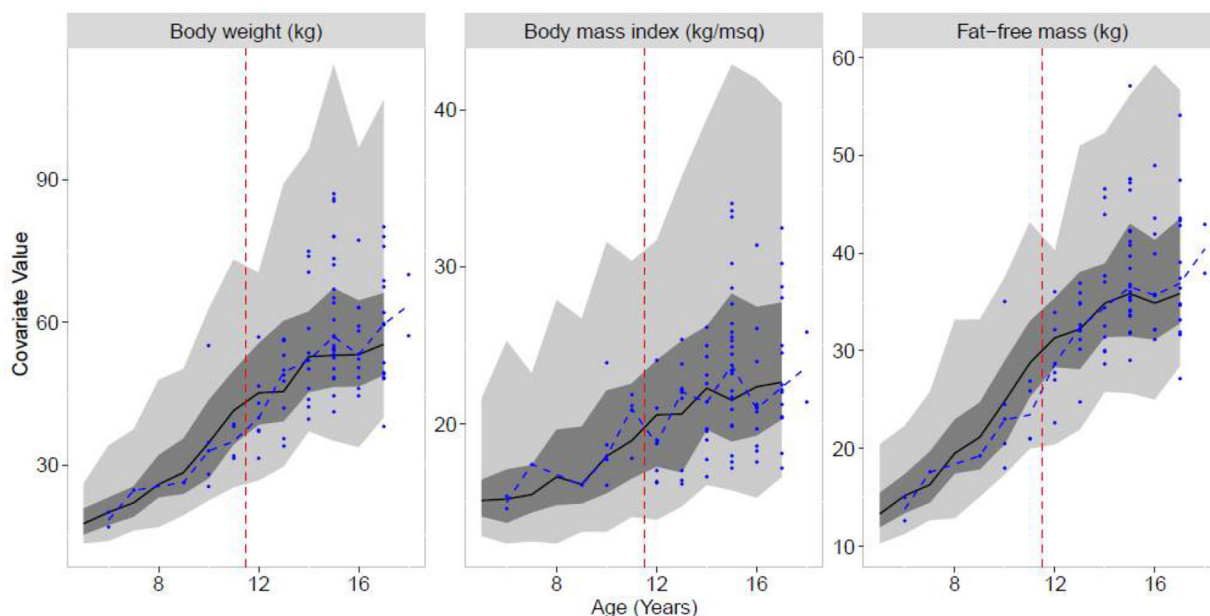 Body weight (kg)
Body mass index (kg/msq)
Fat-free mass (kg)
Covariate Value
90
60
30
40
30
20
60
50
40
30
20
10
8 12 16
8 12 16
8 12 16
Age (Years)